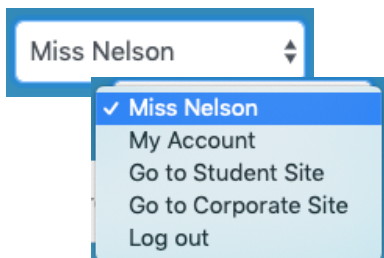 Miss Nelson
✓ Miss Nelson
My Account
Go to Student Site
Go to Corporate Site
Log out